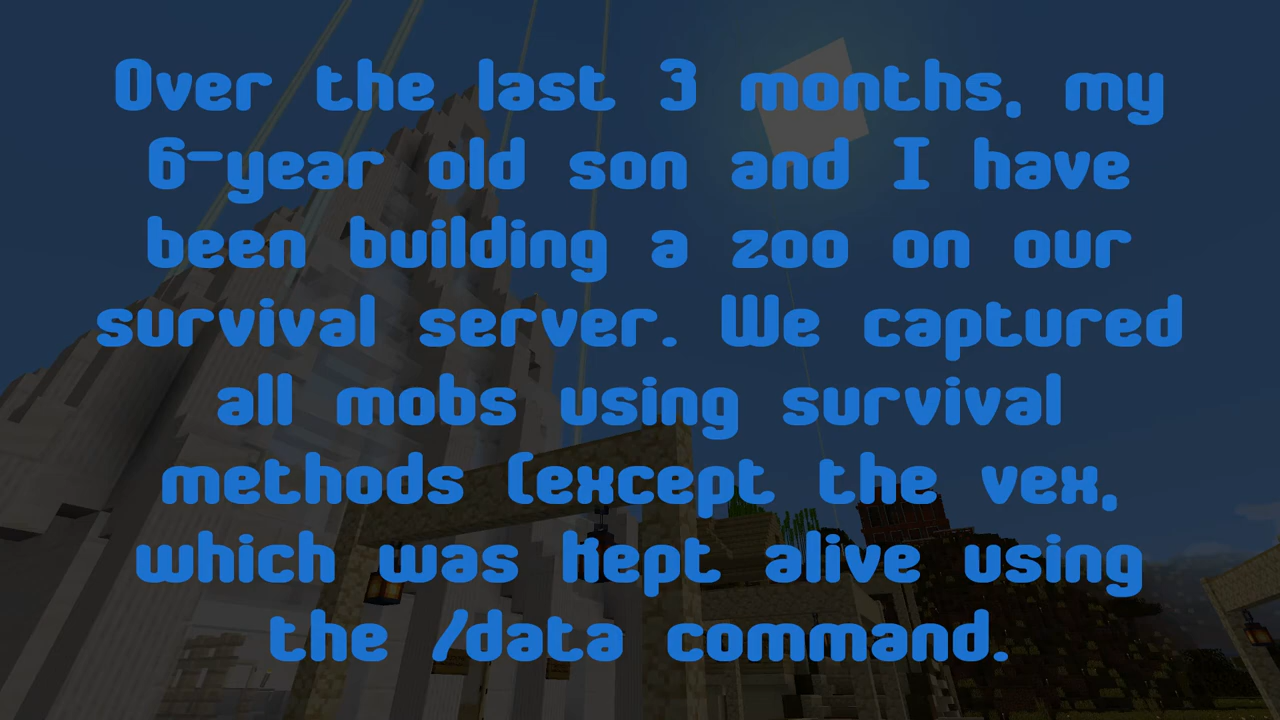 Over the last 3 months, my
6-year old son and I have
been building a zoo on our
survival server. We captured
all mobs using survival
methods (except the vex,
which was kept alive using
the /data command.